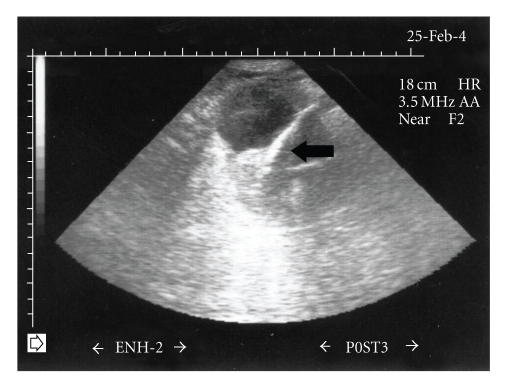 25-Feb-4
18 cm HR
3.5 MHz AA
Near F2
← ENH-2 → ← P0ST3 →